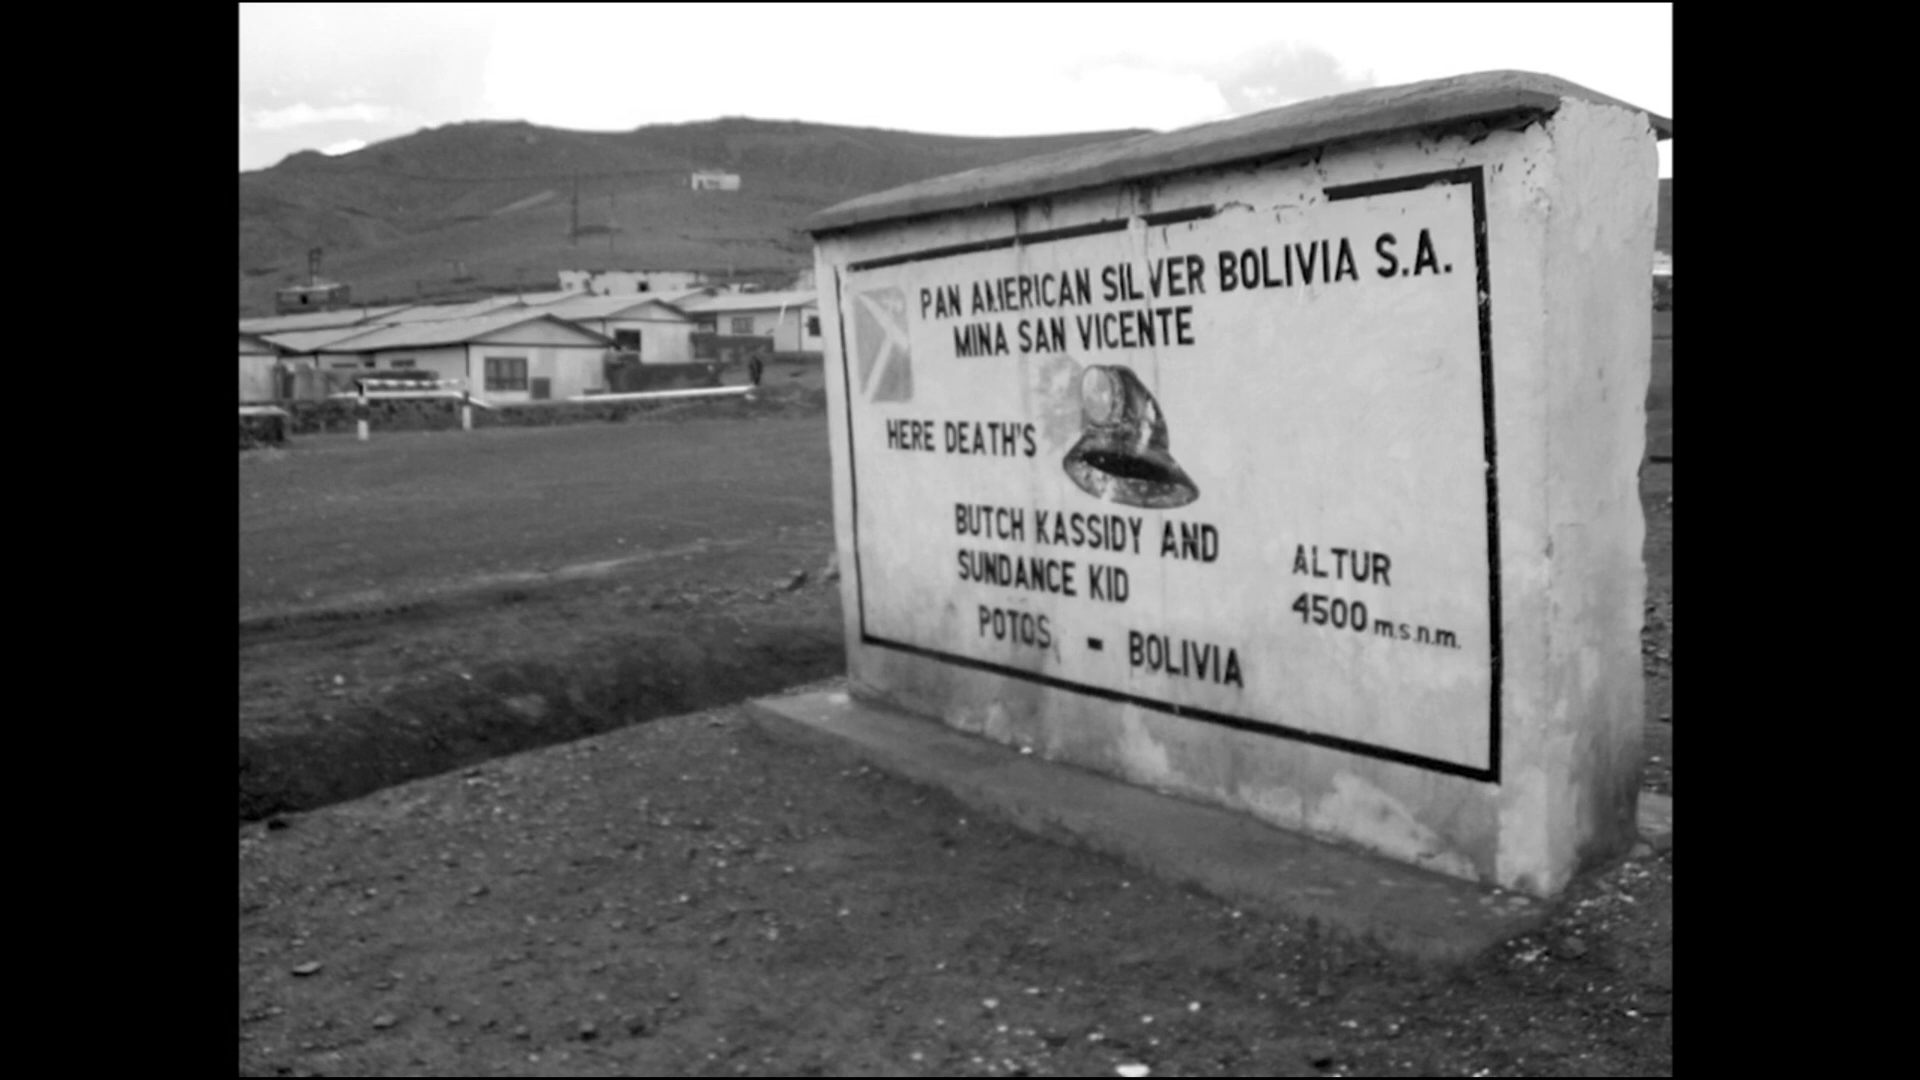 PAN AMERICAN SILVER BOLIVIA S.A.
MINA SAN VICENTE
HERE DEATH'S
BUTCH KASSIDY AND
SUNDANCE KID
POTOS - BOLIVIA
ALTUR
4500 m.s.n.m.